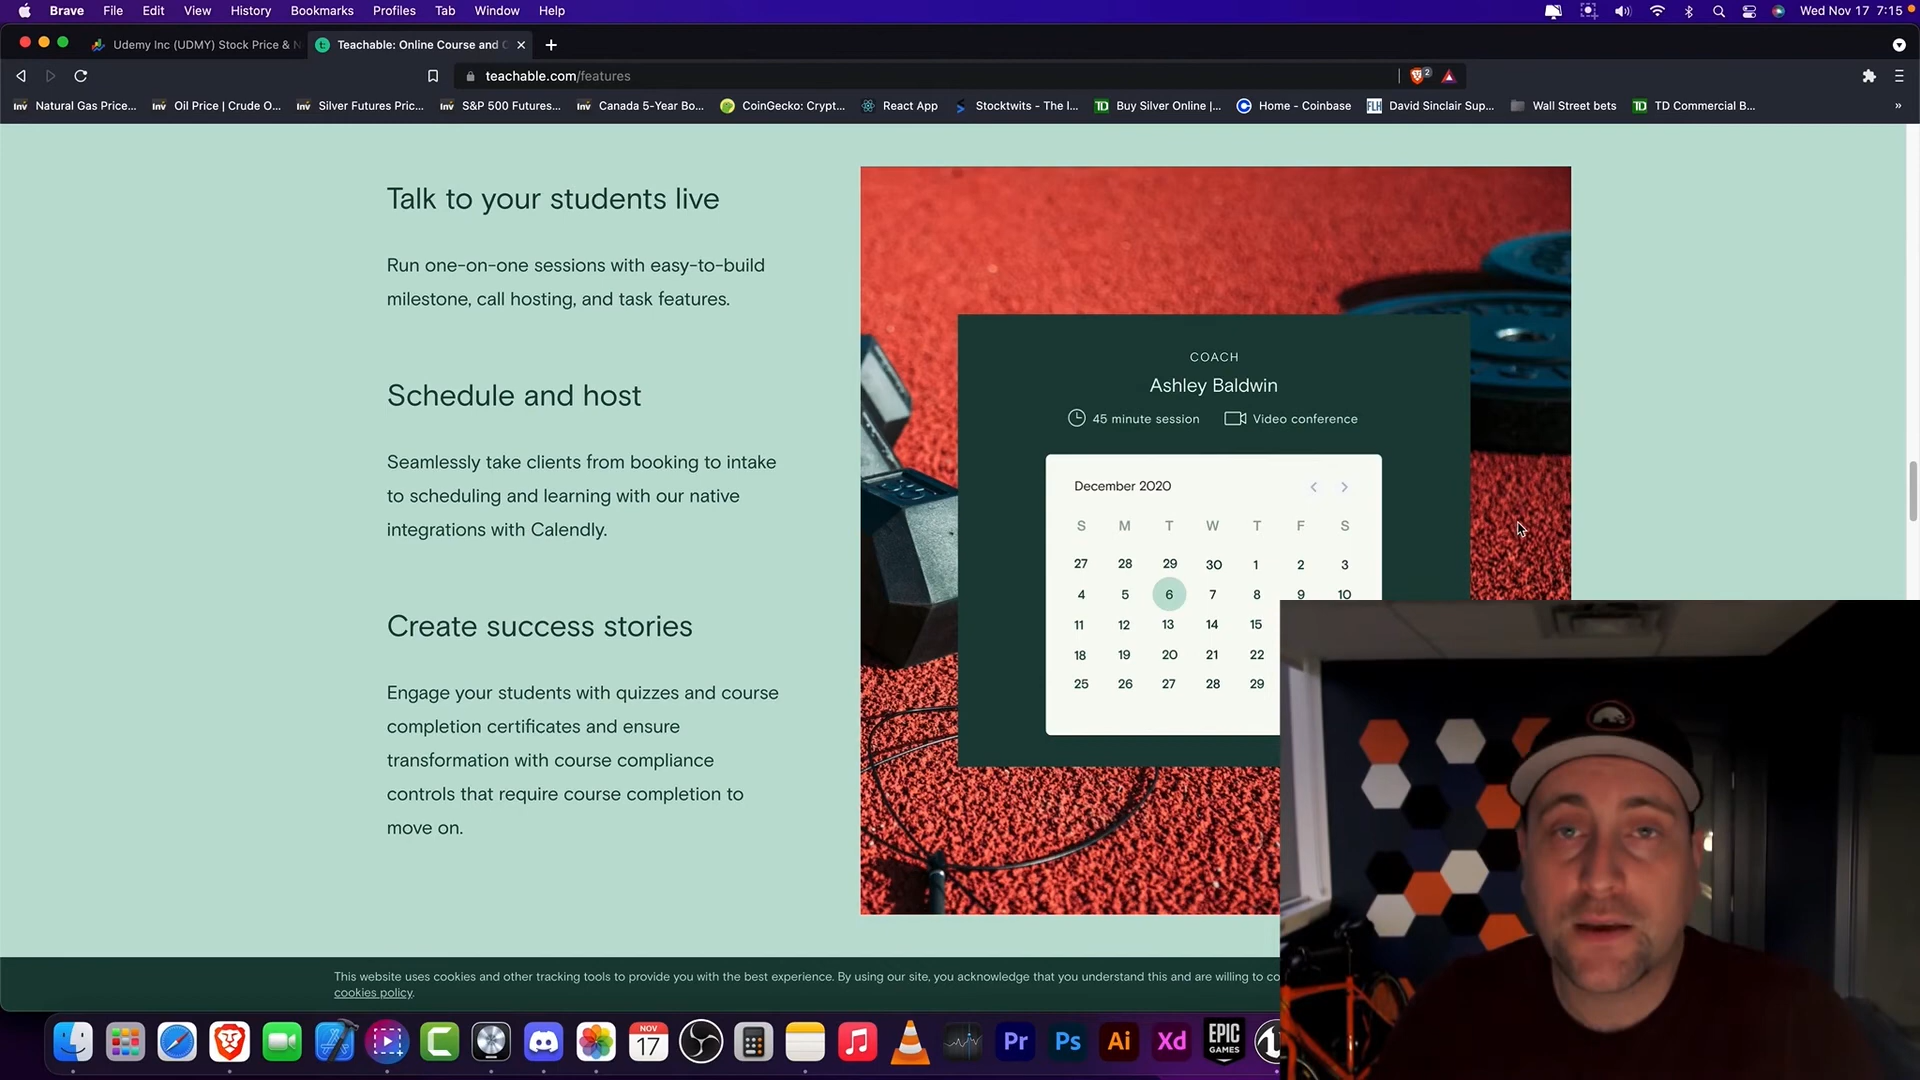 Brave File Edit View History Bookmarks Profiles Tab Window Help Wed Nov 17 7:15
Udemy Inc (UDMY) Stock Price & N Teachable: Online Course and C
teachable.com/features 2
Natural Gas Price... Oil Price | Crude O... Silver Futures Pric... S&P 500 Futures... Canada 5-Year Bo... CoinGecko: Crypt... React App Stocktwits - The I... Buy Silver Online |... Home - Coinbase David Sinclair Sup... Wall Street bets TD Commercial B... »
Talk to your students live
Run one-on-one sessions with easy-to-build
milestone, call hosting, and task features.
Schedule and host
Seamlessly take clients from booking to intake
to scheduling and learning with our native
integrations with Calendly.
Create success stories
Engage your students with quizzes and course
completion certificates and ensure
transformation with course compliance
controls that require course completion to
move on.
COACH
Ashley Baldwin
45 minute session Video conference
December 2020
S M T W T F S
27 28 29 30 1 2 3
4 5 6 7 8 9 10
11 12 13 14 15
18 19 20 21 22
25 26 27 28 29
This website uses cookies and other tracking tools to provide you with the best experience. By using our site, you acknowledge that you understand this and are willing to
cookies policy.
NOV
17
Pr Ps Ai Xd EPIC
GAMES